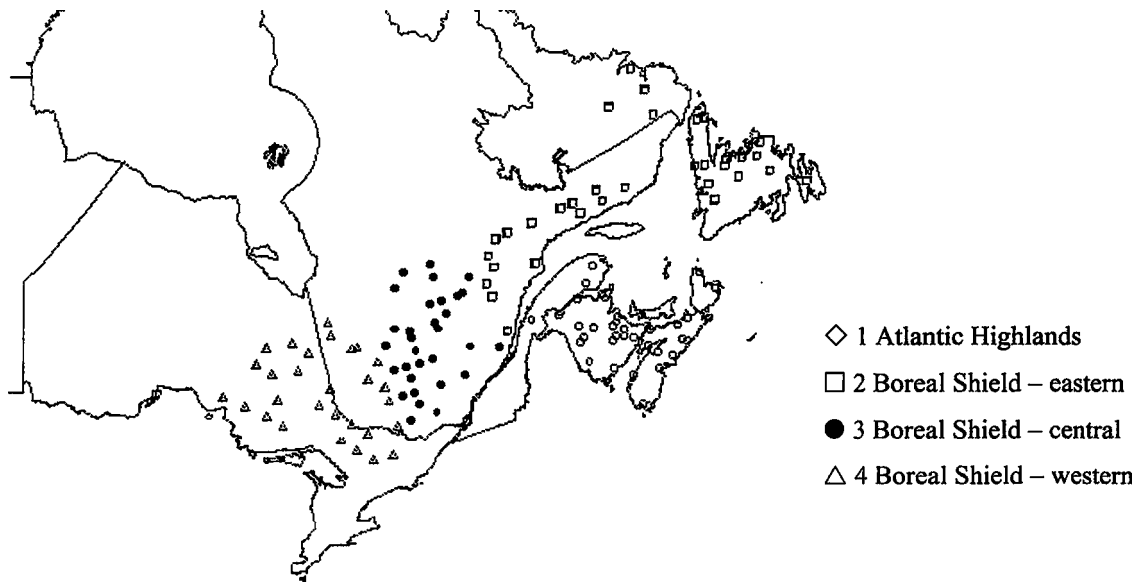 1 Atlantic Highlands
2 Boreal Shield – eastern
3 Boreal Shield – central
4 Boreal Shield – western